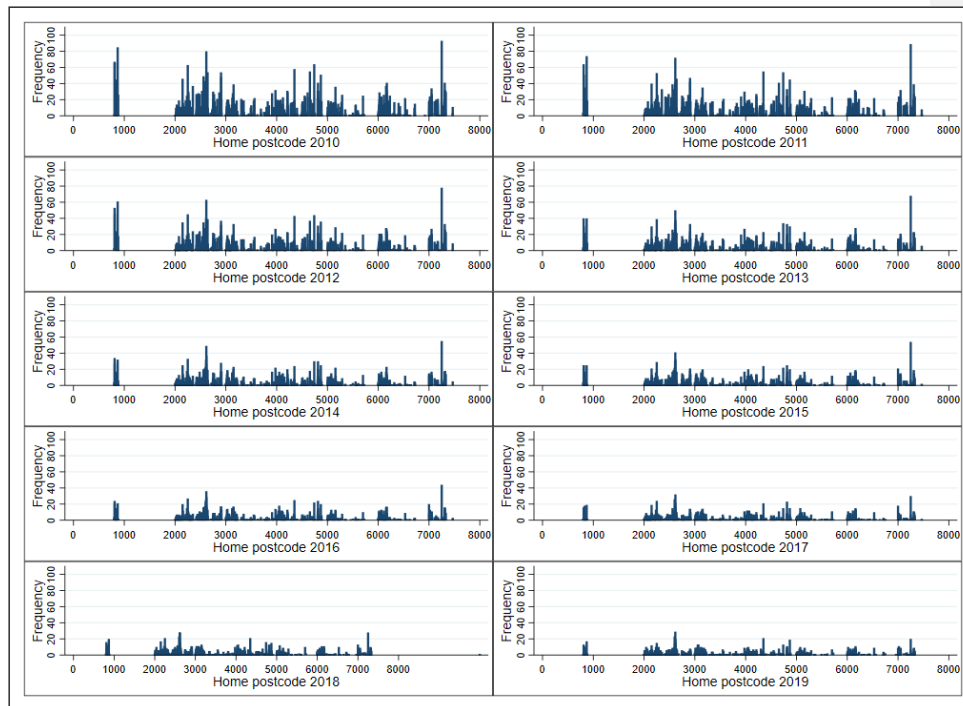 Frequency
0 20 40 60 80 100
0 1000 2000 3000 4000 5000 6000 7000 8000
Home postcode 2010
Frequency
0 20 40 60 80 100
0 1000 2000 3000 4000 5000 6000 7000 8000
Home postcode 2011
Frequency
0 20 40 60 80 100
0 1000 2000 3000 4000 5000 6000 7000 8000
Home postcode 2012
Frequency
0 20 40 60 80 100
0 1000 2000 3000 4000 5000 6000 7000 8000
Home postcode 2013
Frequency
0 20 40 60 80 100
0 1000 2000 3000 4000 5000 6000 7000 8000
Home postcode 2014
Frequency
0 20 40 60 80 100
0 1000 2000 3000 4000 5000 6000 7000 8000
Home postcode 2015
Frequency
0 20 40 60 80 100
0 1000 2000 3000 4000 5000 6000 7000 8000
Home postcode 2016
Frequency
0 20 40 60 80 100
0 1000 2000 3000 4000 5000 6000 7000 8000
Home postcode 2017
Frequency
0 20 40 60 80 100
0 1000 2000 3000 4000 5000 6000 7000 8000
Home postcode 2018
Frequency
0 20 40 60 80 100
0 1000 2000 3000 4000 5000 6000 7000 8000
Home postcode 2019